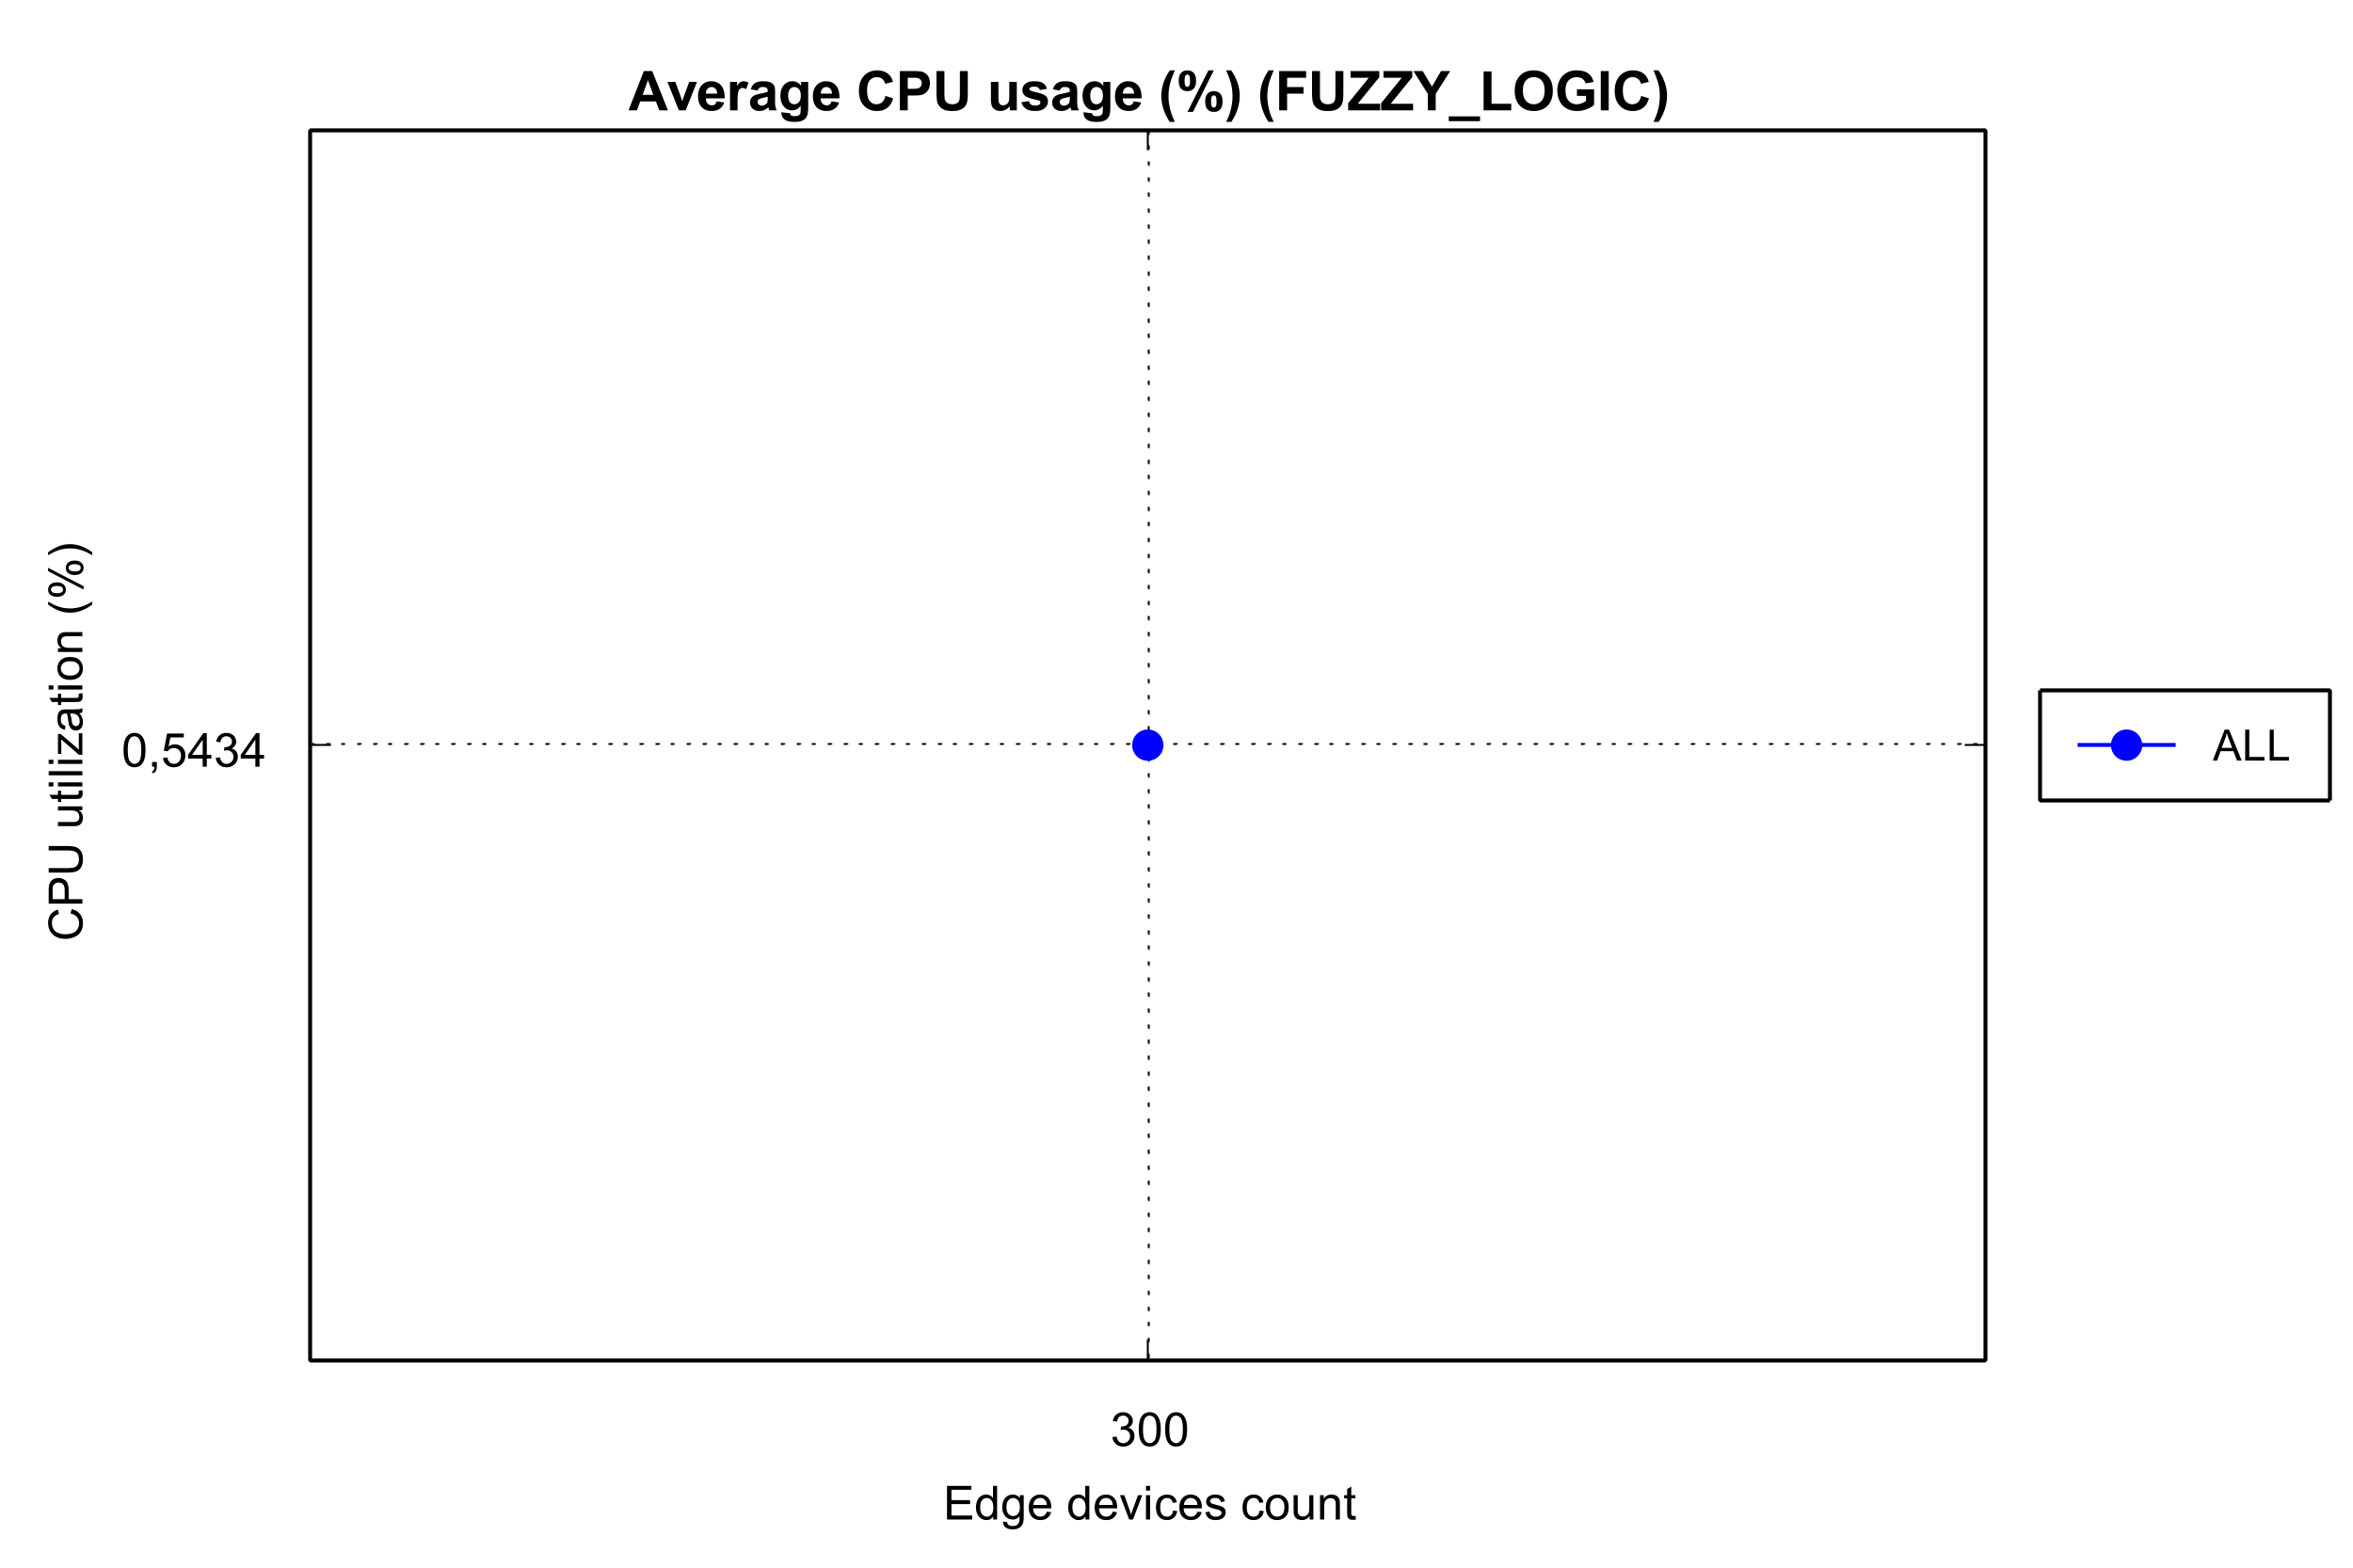 Average CPU usage (%) (FUZZY_LOGIC)
CPU utilization (%)
0,5434
ALL
300
Edge devices count